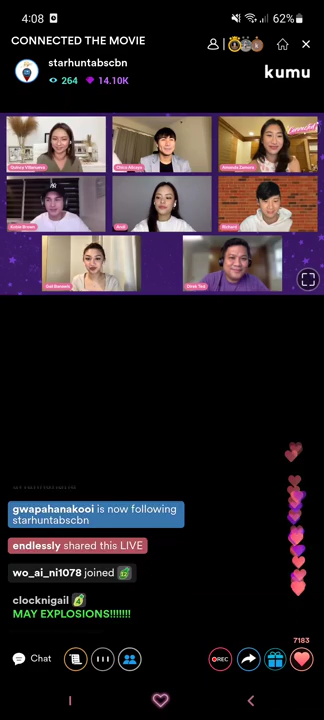 4:08
62%
CONNECTED THE MOVIE
starhuntabscbn
264
14.10K
kumu
Richard
gwapahanakooi is now following
starhuntabscbn
endlessly shared this LIVE
wo_ai_ni1078 joined
clocknigail
MAY EXPLOSIONS!!!!!!!
7183
Chat
REC